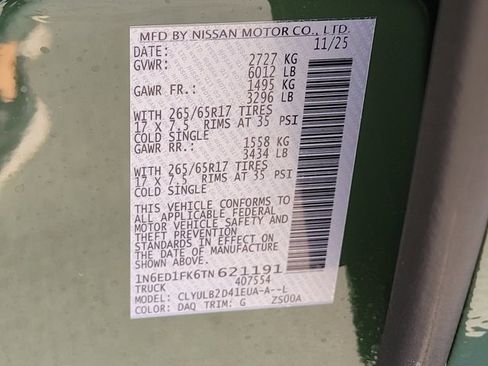 MFD BY NISSAN MOTOR CO., LTD.
DATE: 11/25
GVWR: 2727 KG
6012 LB
GAWR FR.: 1495 KG
3296 LB
WITH 265/65R17 TIRES
17 X 7.5 RIMS AT 35 PSI
COLD SINGLE
GAWR RR.: 1558 KG
3434 LB
WITH 265/65R17 TIRES
17 X 7.5 RIMS AT 35 PSI
COLD SINGLE
THIS VEHICLE CONFORMS TO
ALL APPLICABLE FEDERAL
MOTOR VEHICLE SAFETY AND
THEFT PREVENTION
STANDARDS IN EFFECT ON
THE DATE OF MANUFACTURE
SHOWN ABOVE.
1N6ED1FK6TN621191
TRUCK 407554
MODEL: CLYULB2D41EUA-A--L
COLOR: DAQ TRIM: G ZS00A